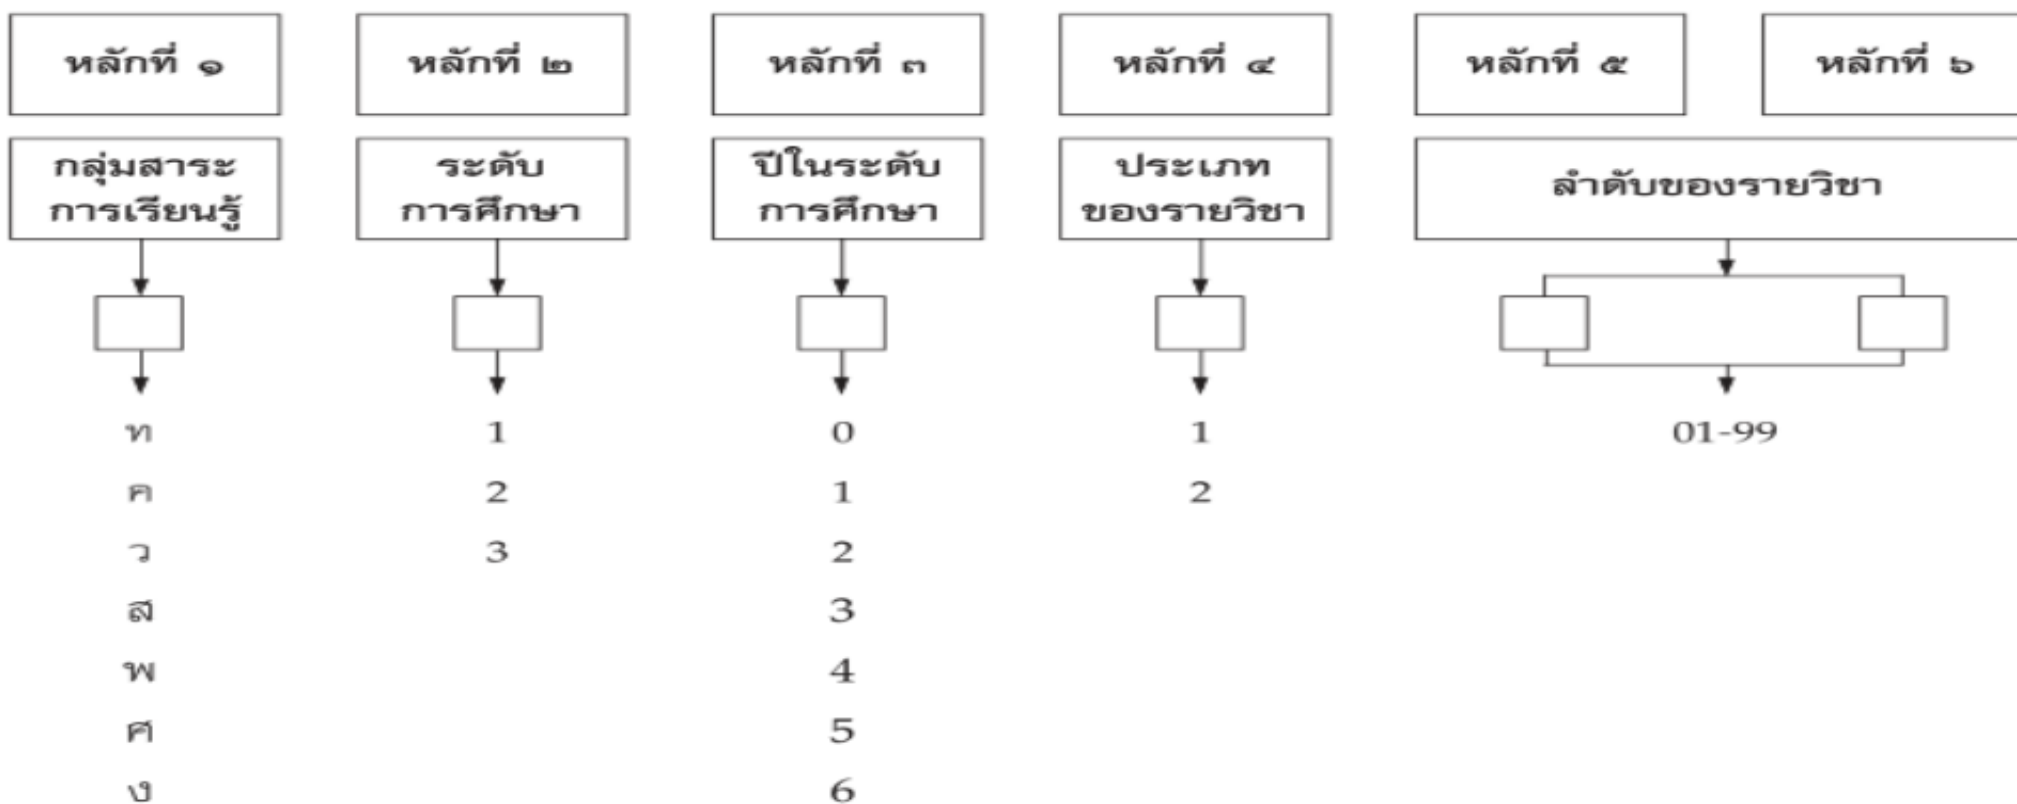 หลักที่ ๑ หลักที่ ๒ หลักที่ ๓ หลักที่ ๔ หลักที่ ๕ หลักที่ ๖
กลุ่มสาระ ระดับ ปีในระดับ ประเภท ลำดับของรายวิชา
การเรียนรู้ การศึกษา การศึกษา ของรายวิชา
ท 1 0 1 01-99
ค 2 1 2
ว 3 2
ส 3
พ 4
ศ 5
ง 6